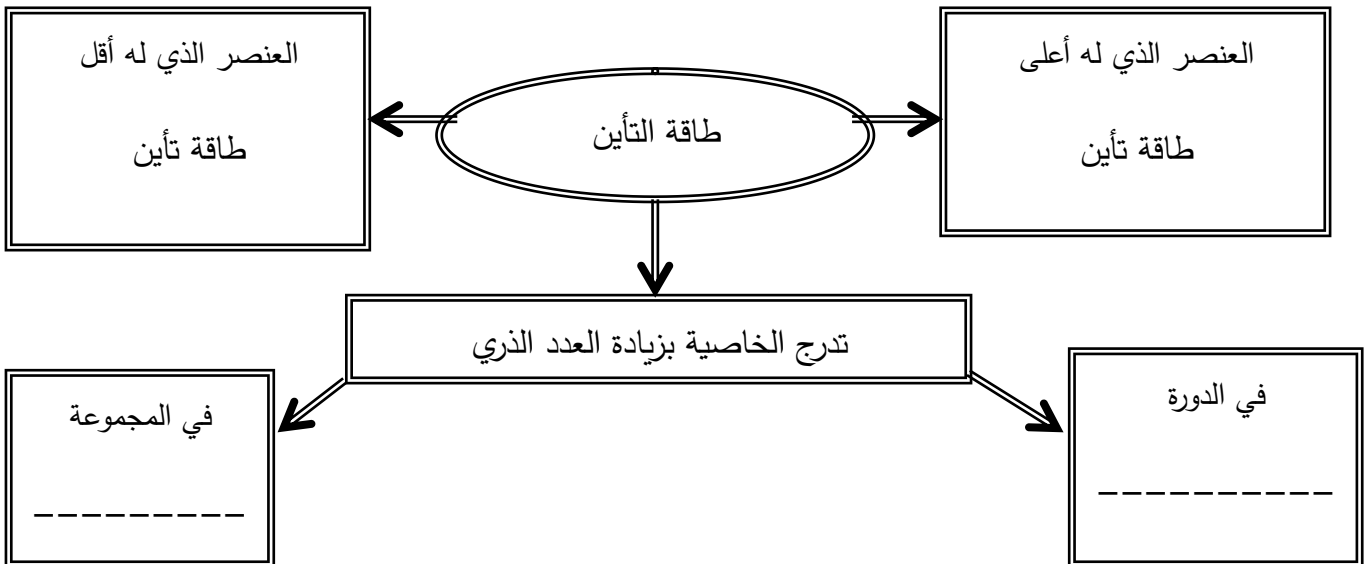 العنصر الذي له أعلى
طاقة تأين
طاقة التأين
العنصر الذي له أقل
طاقة تأين
تدرج الخاصية بزيادة العدد الذري
في الدورة
----------
في المجموعة
---------